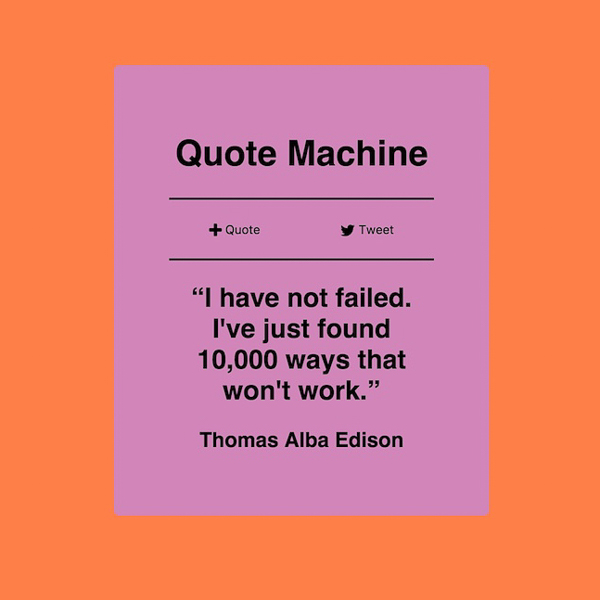 Quote Machine
Quote Tweet
“I have not failed.
I've just found
10,000 ways that
won't work.”
Thomas Alba Edison